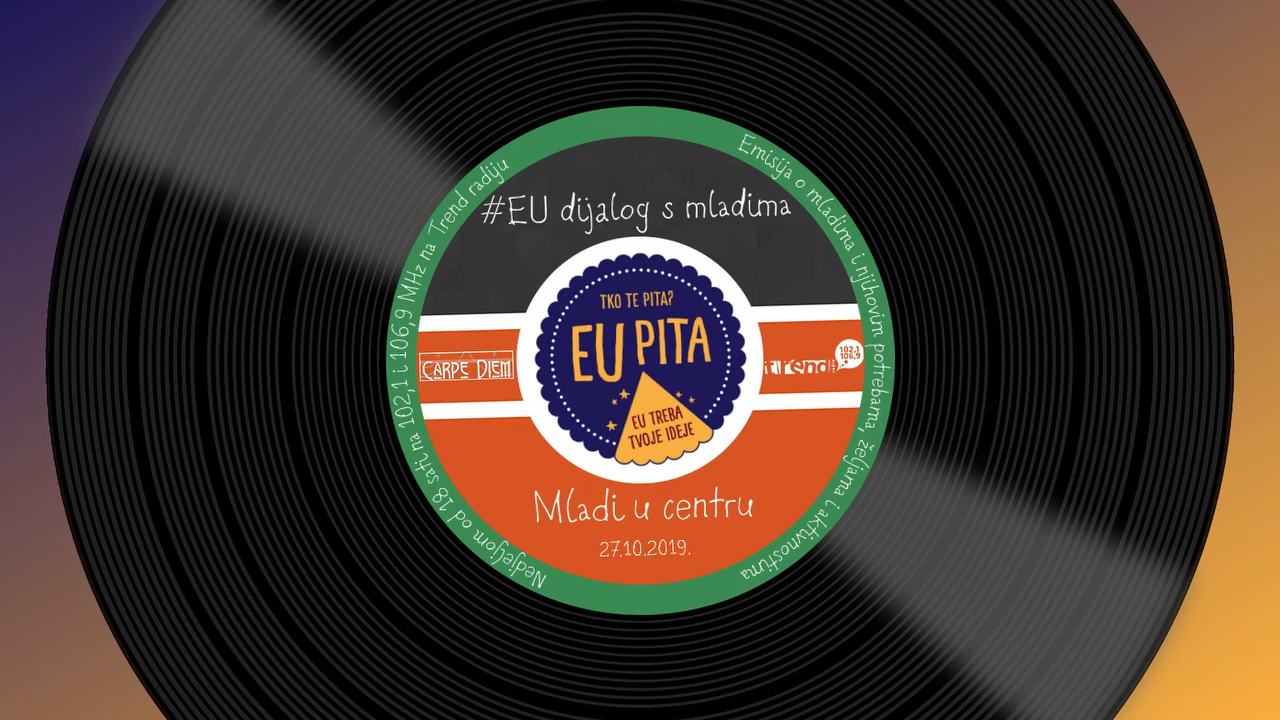 Nedjeljom od 18 sati na 102,1 i 106,9 MHz na Trend radiju
Emisija o mladima i njihovim potrebama, željama i aktivnostima
#EU dijalog s mladima
CARPE DIEM
TKO TE PITA?
EU PITA
EU TREBA
TVOJE IDEJE
trend
102.1
106,9
Mladi u centru
27.10.2019.